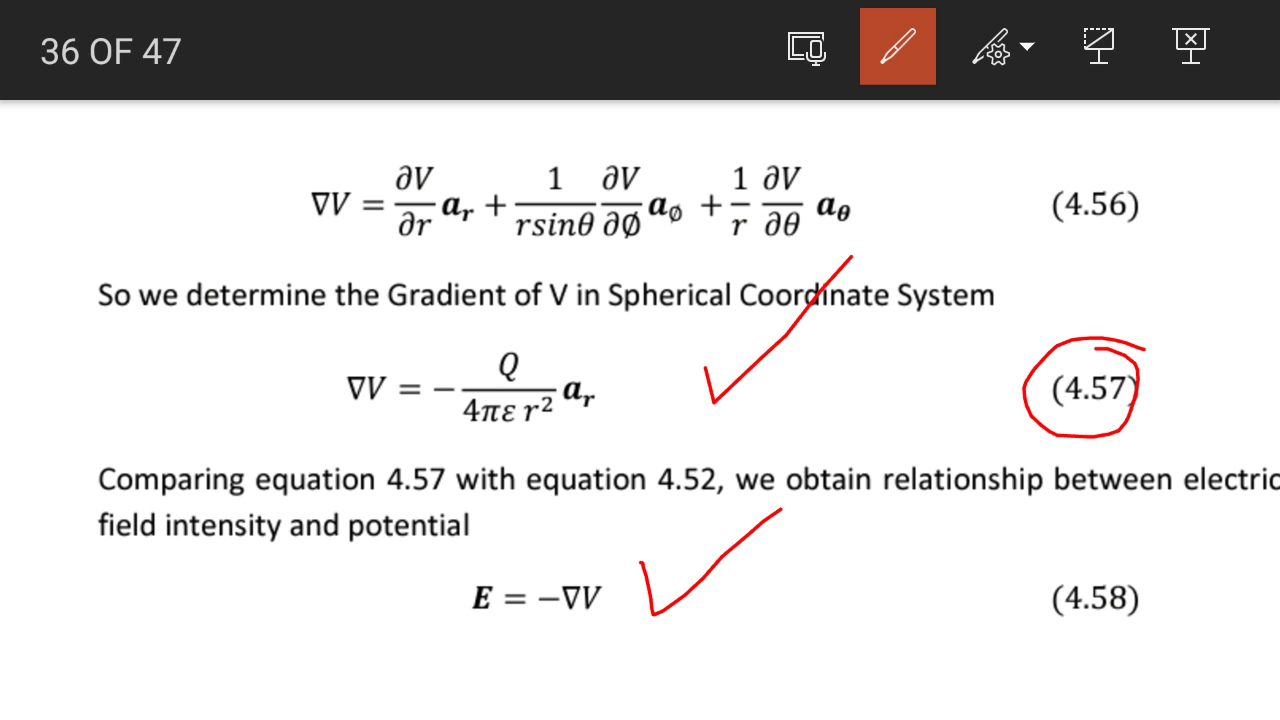 36 OF 47
∇V = ∂V/∂r a_r + 1/rsinθ ∂V/∂∅ a_∅ + 1/r ∂V/∂θ a_θ (4.56)
So we determine the Gradient of V in Spherical Coordinate System
∇V = − Q/4πε r² a_r (4.57)
Comparing equation 4.57 with equation 4.52, we obtain relationship between electric
field intensity and potential
E = −∇V (4.58)